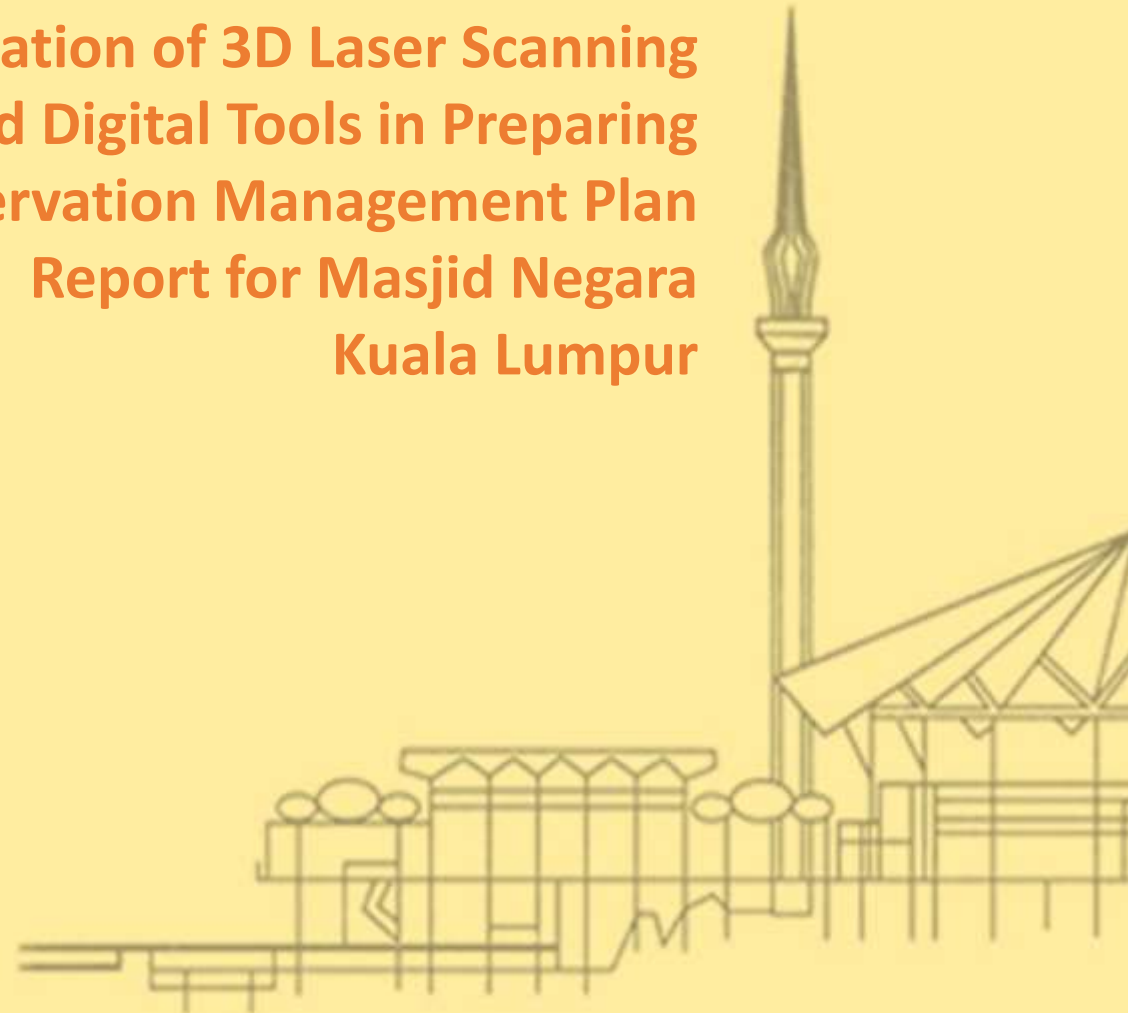 ation of 3D Laser Scanning
d Digital Tools in Preparing
ervation Management Plan
Report for Masjid Negara
Kuala Lumpur